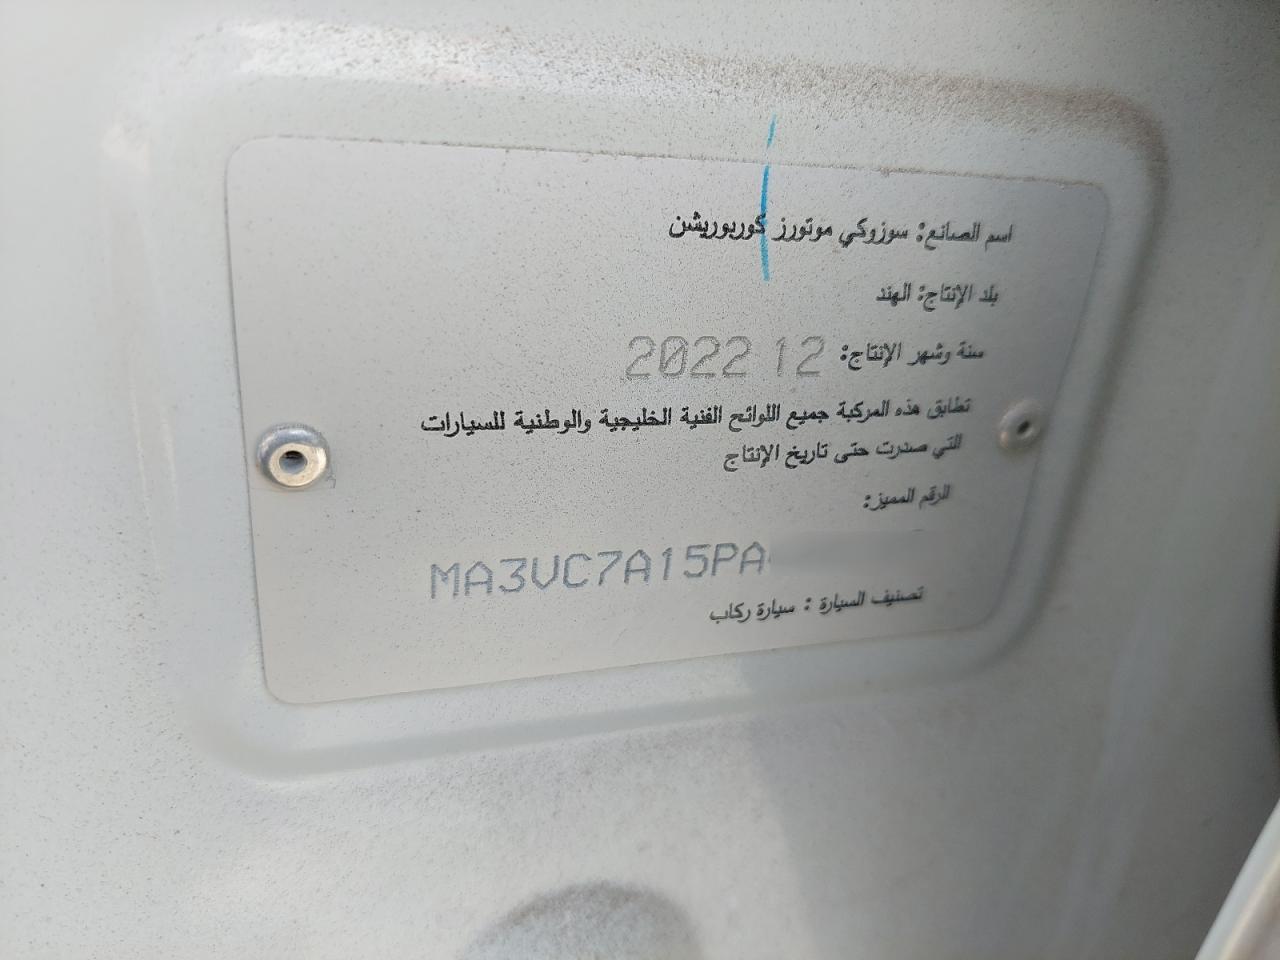 اسم الصانع: سوزوكي موتورز كوربوريشن
بلد الإنتاج: الهند
سنة وشهر الإنتاج: 12 2022
تطابق هذه المركبة جميع اللوائح الفنية الخليجية والوطنية للسيارات
التي صدرت حتى تاريخ الإنتاج
الرقم المميز:
MA3VC7A15PA
تصنيف السيارة : سيارة ركاب